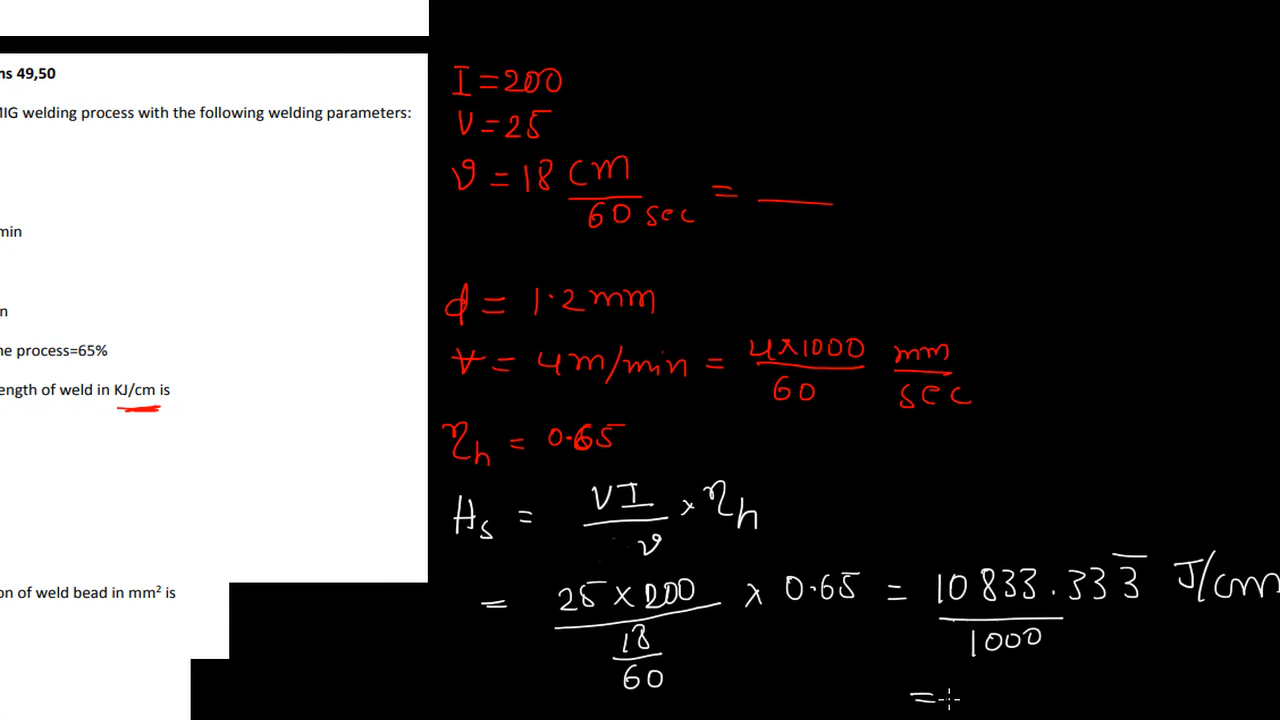 ns 49,50
MIG welding process with the following welding parameters:
min
n
he process=65%
ength of weld in KJ/cm is
on of weld bead in mm² is
I = 200
V = 25
v = 18 cm/60 sec = ___
d = 1.2 mm
V = 4 m/min = 4×1000/60 mm/sec
ηh = 0.65
Hs = VI/v × ηh
= 25 × 200/(18/60) × 0.65 = 10833.333̅/1000 J/cm
=